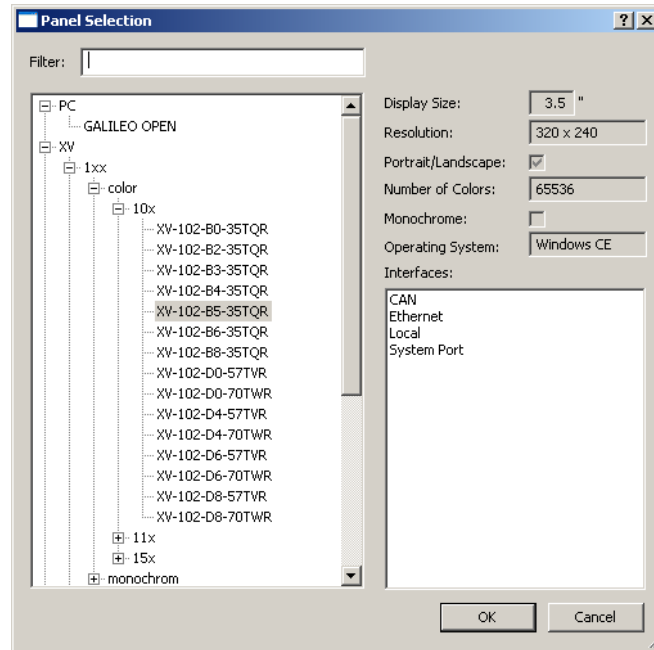 Panel Selection
Filter:
PC
GALILEO OPEN
XV
1xx
color
10x
XV-102-B0-35TQR
XV-102-B2-35TQR
XV-102-B3-35TQR
XV-102-B4-35TQR
XV-102-B5-35TQR
XV-102-B6-35TQR
XV-102-B8-35TQR
XV-102-D0-57TVR
XV-102-D0-70TWR
XV-102-D4-57TVR
XV-102-D4-70TWR
XV-102-D6-57TVR
XV-102-D6-70TWR
XV-102-D8-57TVR
XV-102-D8-70TWR
11x
15x
monochrom
Display Size: 3.5 "
Resolution: 320 x 240
Portrait/Landscape:
Number of Colors: 65536
Monochrome:
Operating System: Windows CE
Interfaces:
CAN
Ethernet
Local
System Port
OK Cancel